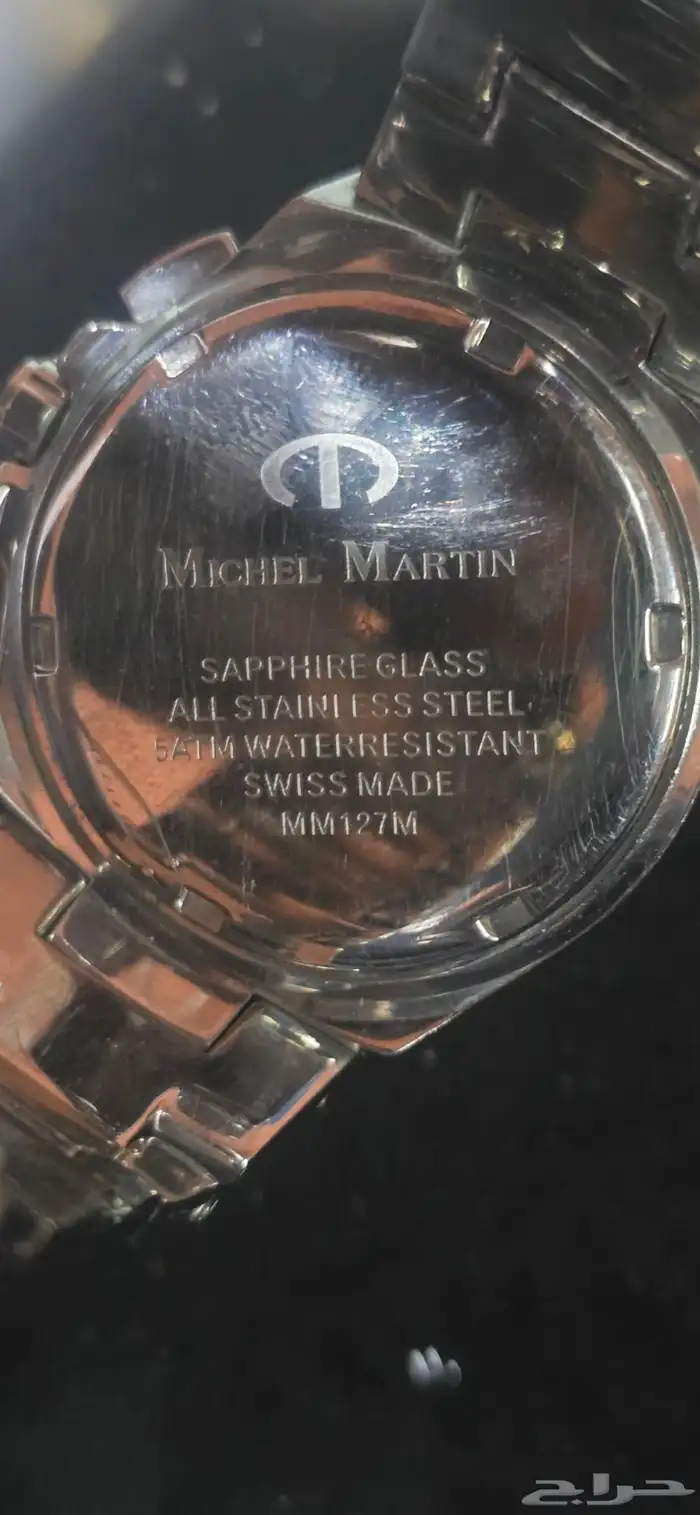 MICHEL MARTIN
SAPPHIRE GLASS
ALL STAINLESS STEEL
5ATM WATERRESISTANT
SWISS MADE
MM127M
حراج